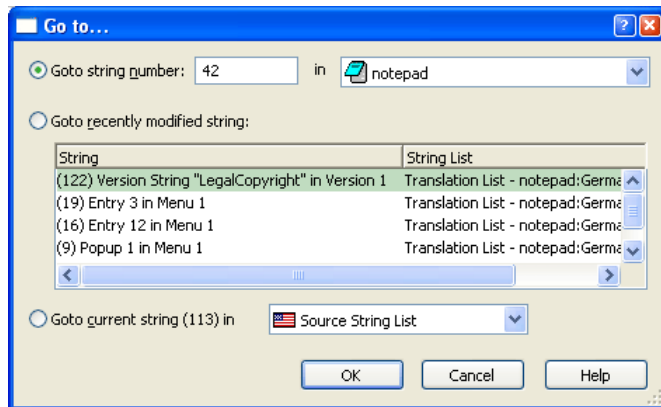 Go to...
Goto string number: 42 in notepad
Goto recently modified string:
String String List
(122) Version String "LegalCopyright" in Version 1 Translation List - notepad:Germa
(19) Entry 3 in Menu 1 Translation List - notepad:Germa
(16) Entry 12 in Menu 1 Translation List - notepad:Germa
(9) Popup 1 in Menu 1 Translation List - notepad:Germa
Goto current string (113) in Source String List
OK Cancel Help